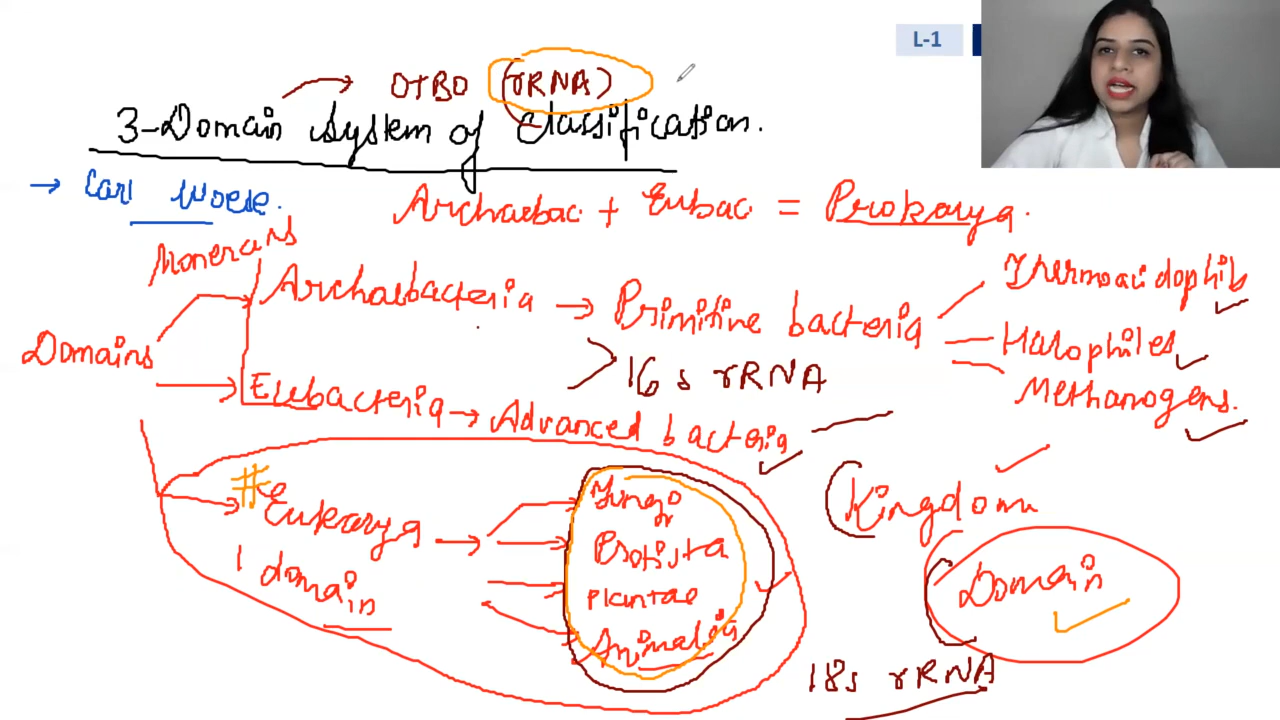 L-1
OTBO (rRNA)
3-Domain System of Classification.
→ Carl Woese.
Archaebac + Eubac = Prokarya.
Monerans
Archaebacteria → Primitive bacteria
Thermoacidophils
Halophiles
Methanogens.
Domains
16s rRNA
Eubacteria → Advanced bacteria
# Eukarya →
1 domain
Fungi
Protista
Plantae
Animalia
Kingdom
Domain
18s rRNA